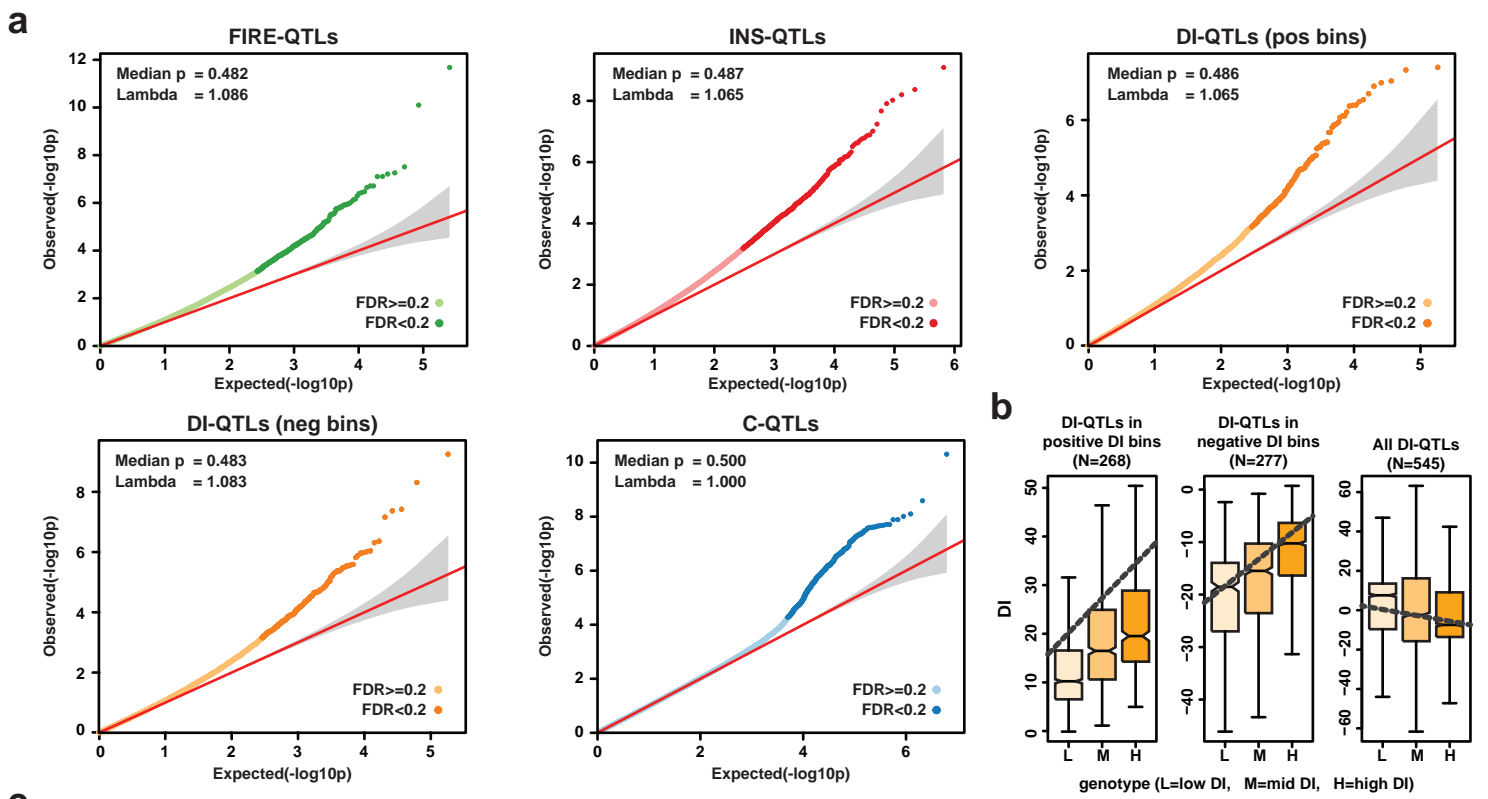 a
FIRE-QTLs
Median p = 0.482
Lambda = 1.086
Observed(-log10p)
12
10
8
6
4
2
0
FDR>=0.2
FDR<0.2
0 1 2 3 4 5
Expected(-log10p)
INS-QTLs
Median p = 0.487
Lambda = 1.065
Observed(-log10p)
8
6
4
2
0
FDR>=0.2
FDR<0.2
0 1 2 3 4 5 6
Expected(-log10p)
DI-QTLs (pos bins)
Median p = 0.486
Lambda = 1.065
Observed(-log10p)
6
4
2
0
FDR>=0.2
FDR<0.2
0 1 2 3 4 5
Expected(-log10p)
DI-QTLs (neg bins)
Median p = 0.483
Lambda = 1.083
Observed(-log10p)
8
6
4
2
0
FDR>=0.2
FDR<0.2
0 1 2 3 4 5
Expected(-log10p)
C-QTLs
Median p = 0.500
Lambda = 1.000
Observed(-log10p)
10
8
6
4
2
0
FDR>=0.2
FDR<0.2
0 2 4 6
Expected(-log10p)
b
DI-QTLs in
positive DI bins
(N=268)
DI
50
40
30
20
10
0
L M H
DI-QTLs in
negative DI bins
(N=277)
0
−10
−20
−30
−40
L M H
All DI-QTLs
(N=545)
60
40
20
0
−20
−40
−60
L M H
genotype (L=low DI, M=mid DI, H=high DI)